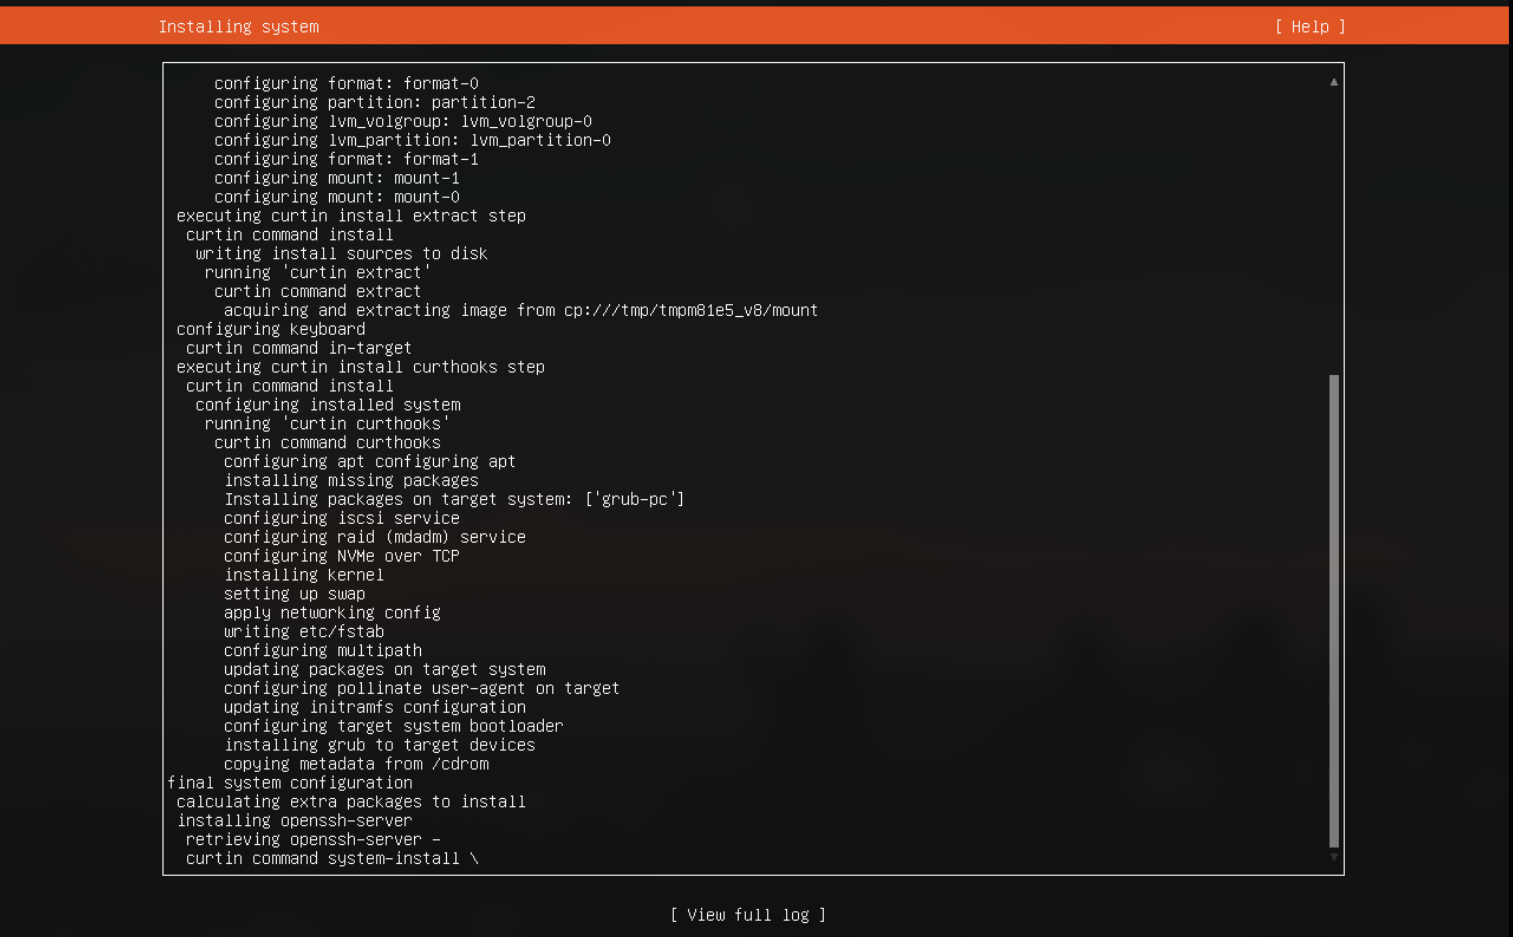 Installing system
[ Help ]
configuring format: format-0
configuring partition: partition-2
configuring lvm_volgroup: lvm_volgroup-0
configuring lvm_partition: lvm_partition-0
configuring format: format-1
configuring mount: mount-1
configuring mount: mount-0
executing curtin install extract step
curtin command install
writing install sources to disk
running 'curtin extract'
curtin command extract
acquiring and extracting image from cp:///tmp/tmpm81e5_v8/mount
configuring keyboard
curtin command in-target
executing curtin install curthooks step
curtin command install
configuring installed system
running 'curtin curthooks'
curtin command curthooks
configuring apt configuring apt
installing missing packages
Installing packages on target system: ['grub-pc']
configuring iscsi service
configuring raid (mdadm) service
configuring NVMe over TCP
installing kernel
setting up swap
apply networking config
writing etc/fstab
configuring multipath
updating packages on target system
configuring pollinate user-agent on target
updating initramfs configuration
configuring target system bootloader
installing grub to target devices
copying metadata from /cdrom
final system configuration
calculating extra packages to install
installing openssh-server
retrieving openssh-server -
curtin command system-install \
[ View full log ]